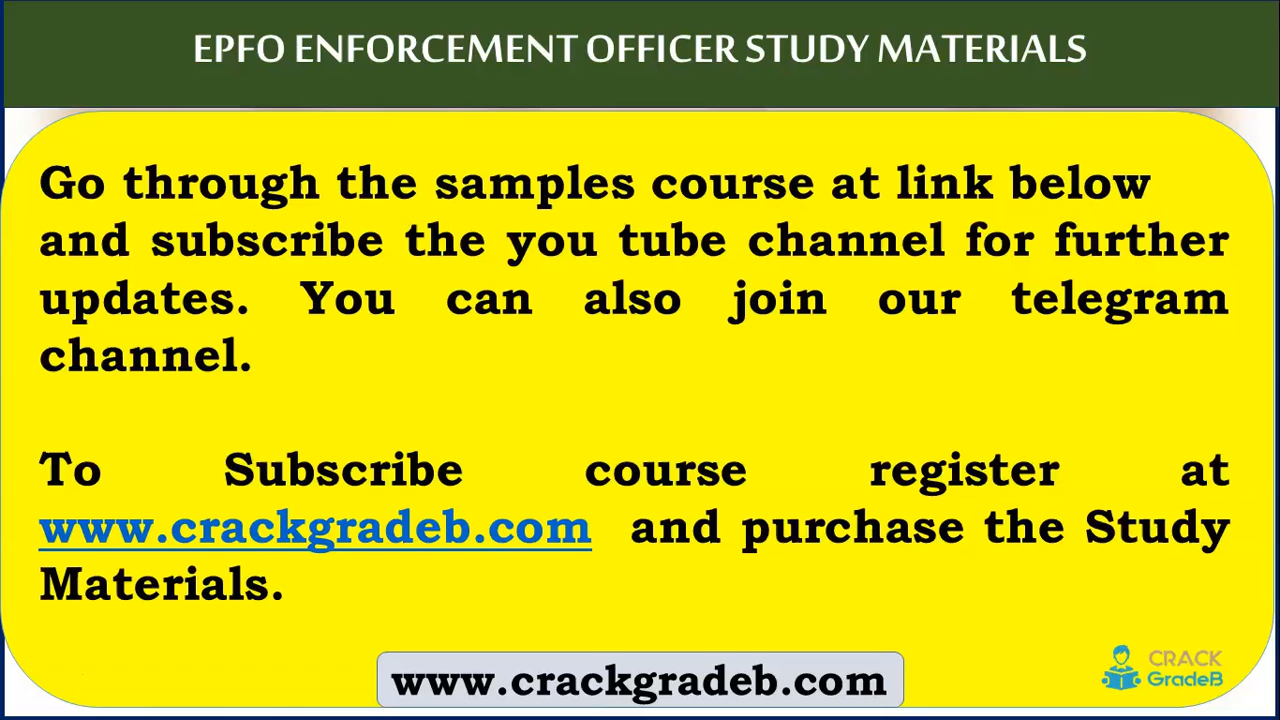 EPFO ENFORCEMENT OFFICER STUDY MATERIALS
Go through the samples course at link below
and subscribe the you tube channel for further
updates. You can also join our telegram
channel.
To Subscribe course register at
www.crackgradeb.com and purchase the Study
Materials.
www.crackgradeb.com
CRACK
GradeB